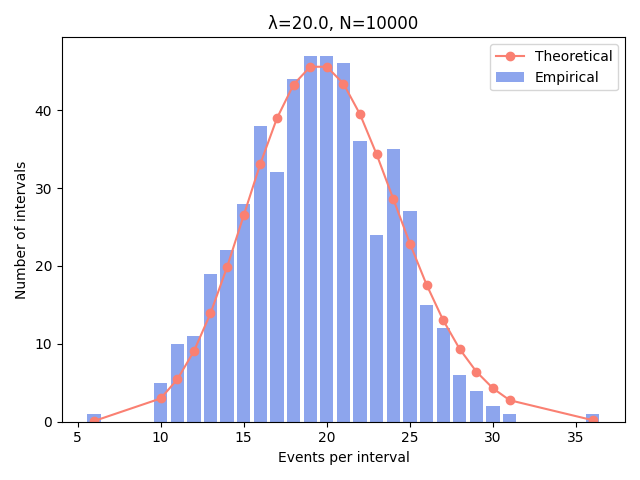 λ=20.0, N=10000
Theoretical
Empirical
Number of intervals
40
30
20
10
0
5 10 15 20 25 30 35
Events per interval